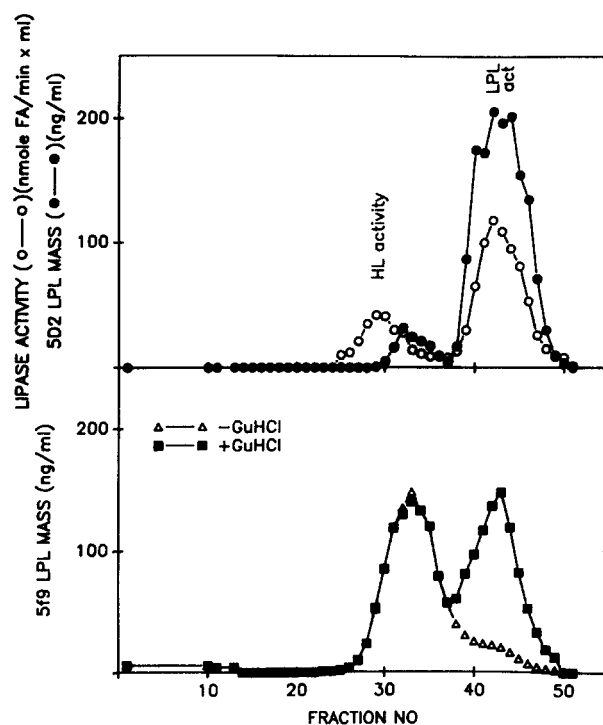 LIPASE ACTIVITY (o—o)(nmole FA/min x ml)
5D2 LPL MASS (●—●)(ng/ml)
200
100
HL activity
LPL
act
5f9 LPL MASS (ng/ml)
200
100
△—△ -GuHCl
■—■ +GuHCl
10
20
30
40
50
FRACTION NO